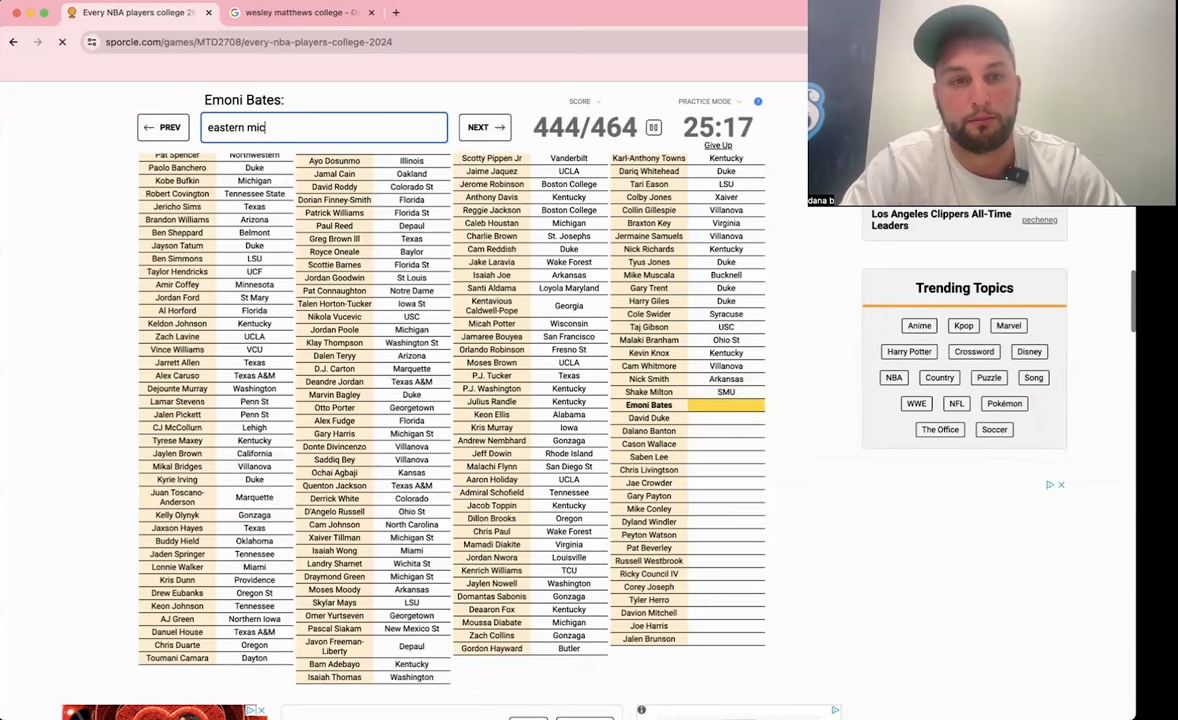 Every NBA players college 20
wesley matthews college - G
sporcle.com/games/MTD2708/every-nba-players-college-2024
Emoni Bates:
PREV
eastern mic
NEXT
SCORE
444/464
PRACTICE MODE
25:17
Give Up
Pat Spencer Northwestern
Paolo Banchero Duke
Kobe Bufkin Michigan
Robert Covington Tennessee State
Jericho Sims Texas
Brandon Williams Arizona
Ben Sheppard Belmont
Jayson Tatum Duke
Ben Simmons LSU
Taylor Hendricks UCF
Amir Coffey Minnesota
Jordan Ford St Mary
Al Horford Florida
Keldon Johnson Kentucky
Zach Lavine UCLA
Vince Williams VCU
Jarrett Allen Texas
Alex Caruso Texas A&M
Dejounte Murray Washington
Lamar Stevens Penn St
Jalen Pickett Penn St
CJ McCollum Lehigh
Tyrese Maxey Kentucky
Jaylen Brown California
Mikal Bridges Villanova
Kyrie Irving Duke
Juan Toscano-Anderson Marquette
Kelly Olynyk Gonzaga
Jaxson Hayes Texas
Buddy Hield Oklahoma
Jaden Springer Tennessee
Lonnie Walker Miami
Kris Dunn Providence
Drew Eubanks Oregon St
Keon Johnson Tennessee
AJ Green Northern Iowa
Danuel House Texas A&M
Chris Duarte Oregon
Toumani Camara Dayton
Ayo Dosunmo Illinois
Jamal Cain Oakland
David Roddy Colorado St
Dorian Finney-Smith Florida
Patrick Williams Florida St
Paul Reed Depaul
Greg Brown III Texas
Royce Oneale Baylor
Scottie Barnes Florida St
Jordan Goodwin St Louis
Pat Connaughton Notre Dame
Talen Horton-Tucker Iowa St
Nikola Vucevic USC
Jordan Poole Michigan
Klay Thompson Washington St
Dalen Teryy Arizona
D.J. Carton Marquette
Deandre Jordan Texas A&M
Marvin Bagley Duke
Otto Porter Georgetown
Alex Fudge Florida
Gary Harris Michigan St
Donte Divincenzo Villanova
Saddiq Bey Villanova
Ochai Agbaji Kansas
Quenton Jackson Texas A&M
Derrick White Colorado
D'Angelo Russell Ohio St
Cam Johnson North Carolina
Xaiver Tillman Michigan St
Isaiah Wong Miami
Landry Shamet Wichita St
Draymond Green Michigan St
Moses Moody Arkansas
Skylar Mays LSU
Omer Yurtseven Georgetown
Pascal Siakam New Mexico St
Javon Freeman-Liberty Depaul
Bam Adebayo Kentucky
Isaiah Thomas Washington
Scotty Pippen Jr Vanderbilt
Jaime Jaquez UCLA
Jerome Robinson Boston College
Anthony Davis Kentucky
Reggie Jackson Boston College
Caleb Houstan Michigan
Charlie Brown St. Josephs
Cam Reddish Duke
Jake Laravia Wake Forest
Isaiah Joe Arkansas
Santi Aldama Loyola Maryland
Kentavious Caldwell-Pope Georgia
Micah Potter Wisconsin
Jamaree Bouyea San Francisco
Orlando Robinson Fresno St
Moses Brown UCLA
P.J. Tucker Texas
P.J. Washington Kentucky
Julius Randle Kentucky
Keon Ellis Alabama
Kris Murray Iowa
Andrew Nembhard Gonzaga
Jeff Dowin Rhode Island
Malachi Flynn San Diego St
Aaron Holiday UCLA
Admiral Schofield Tennessee
Jacob Toppin Kentucky
Dillon Brooks Oregon
Chris Paul Wake Forest
Mamadi Diakite Virginia
Jordan Nwora Louisville
Kenrich Williams TCU
Jaylen Nowell Washington
Domantas Sabonis Gonzaga
Deaaron Fox Kentucky
Moussa Diabate Michigan
Zach Collins Gonzaga
Gordon Hayward Butler
Karl-Anthony Towns Kentucky
Dariq Whitehead Duke
Tari Eason LSU
Colby Jones Xaiver
Collin Gillespie Villanova
Braxton Key Virginia
Jermaine Samuels Villanova
Nick Richards Kentucky
Tyus Jones Duke
Mike Muscala Bucknell
Gary Trent Duke
Harry Giles Duke
Cole Swider Syracuse
Taj Gibson USC
Malaki Branham Ohio St
Kevin Knox Kentucky
Cam Whitmore Villanova
Nick Smith Arkansas
Shake Milton SMU
Emoni Bates
David Duke
Dalano Banton
Cason Wallace
Saben Lee
Chris Livingtson
Jae Crowder
Gary Payton
Mike Conley
Dyland Windler
Peyton Watson
Pat Beverley
Russell Westbrook
Ricky Council IV
Corey Joseph
Tyler Herro
Davion Mitchell
Joe Harris
Jalen Brunson
dana b
Los Angeles Clippers All-Time
Leaders
pecheneg
Trending Topics
Anime Kpop Marvel
Harry Potter Crossword Disney
NBA Country Puzzle Song
WWE NFL Pokémon
The Office Soccer